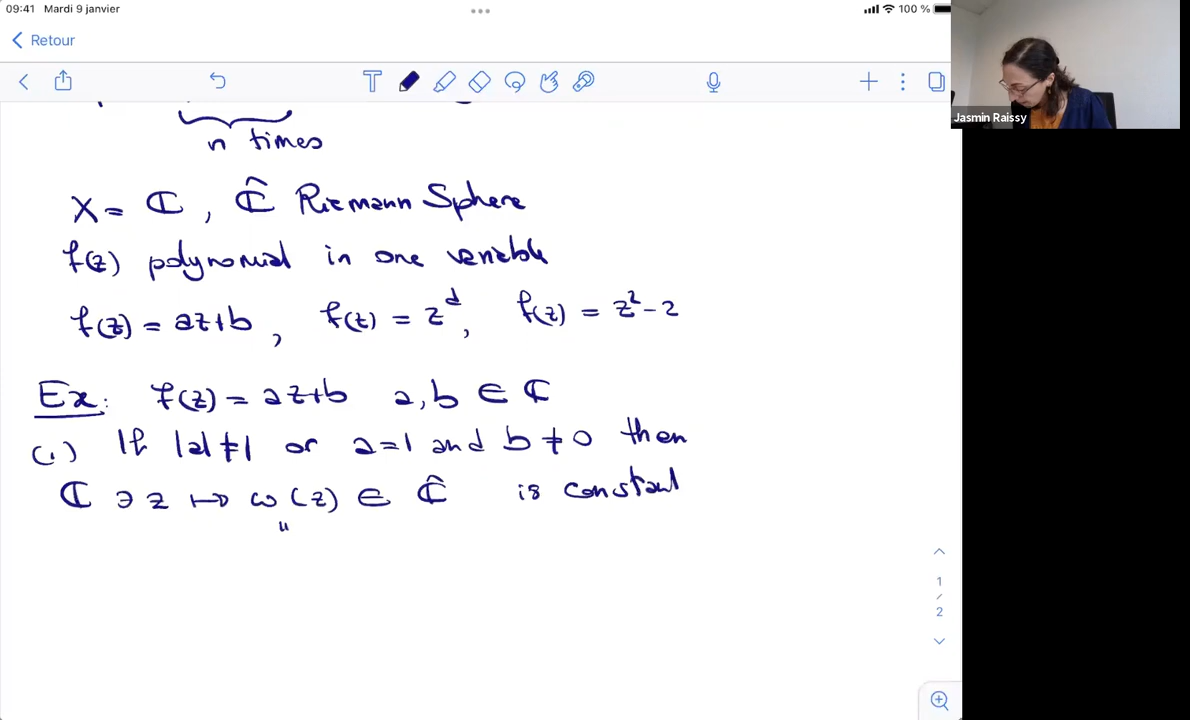 09:41 Mardi 9 janvier 100 %
Retour
Jasmin Raissy
n times
X = ℂ, ℂ̂ Riemann Sphere
f(z) polynomial in one variable
f(z) = az+b, f(z) = z^d, f(z) = z²-2
Ex: f(z) = az+b a,b ∈ ℂ
(1) If |a|≠1 or a=1 and b≠0 then
ℂ ∋ z ↦ ω(z) ∈ ℂ̂ is constant
"
1
/
2